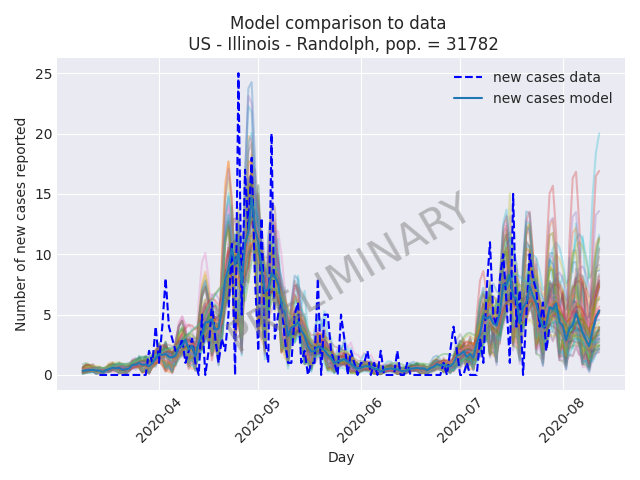 Model comparison to data
US - Illinois - Randolph, pop. = 31782
Number of new cases reported
25
20
15
10
5
0
new cases data
new cases model
PRELIMINARY
2020-04
2020-05
2020-06
2020-07
2020-08
Day